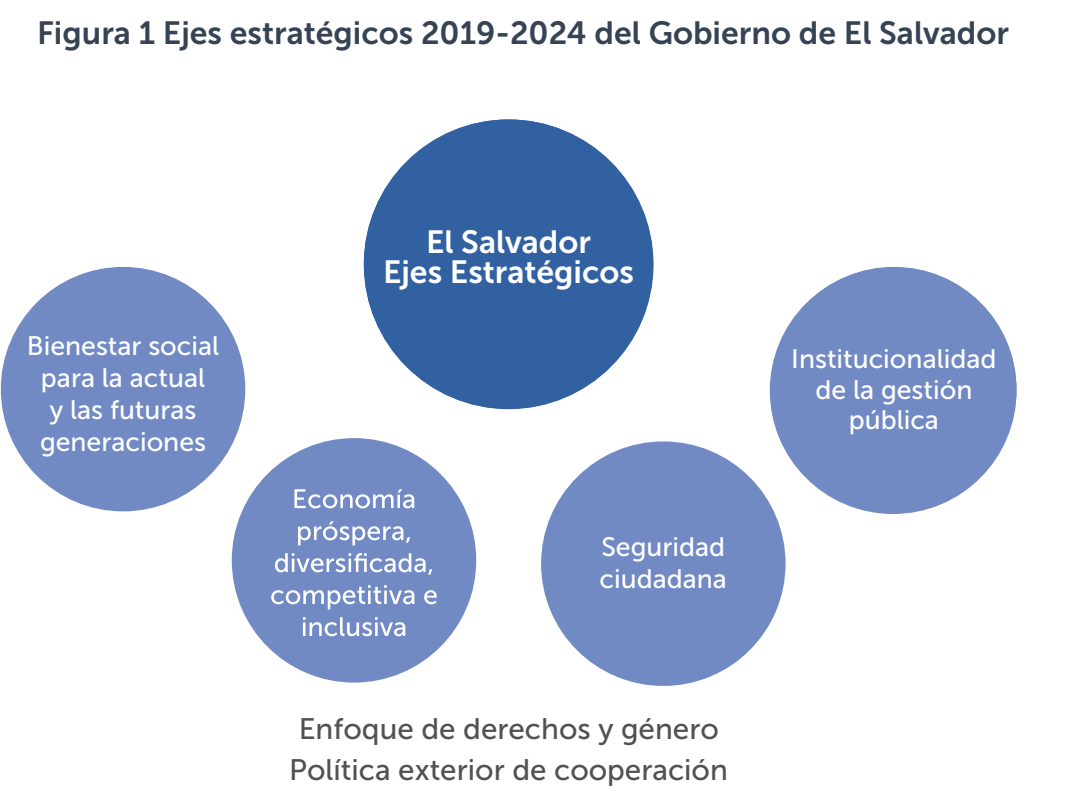 Figura 1 Ejes estratégicos 2019-2024 del Gobierno de El Salvador
El Salvador
Ejes Estratégicos
Bienestar social
para la actual
y las futuras
generaciones
Economía
próspera,
diversificada,
competitiva e
inclusiva
Seguridad
ciudadana
Institucionalidad
de la gestión
pública
Enfoque de derechos y género
Política exterior de cooperación